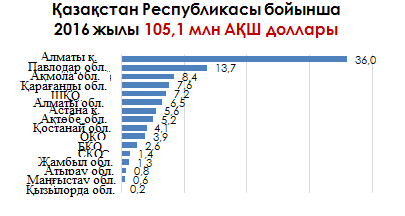 Қазақстан Республикасы бойынша
2016 жылы 105,1 млн АҚШ доллары
Алматы қ. 36,0
Павлодар обл. 13,7
Ақмола обл. 8,4
Қарағанды обл. 7,6
ШҚО 7,2
Алматы обл. 6,5
Астана қ. 5,6
Ақтөбе обл. 5,2
Қостанай обл. 4,1
ОҚО 3,9
БҚО 2,6
СҚО 1,4
Жамбыл обл. 1,3
Атырау обл. 0,8
Маңғыстау обл. 0,6
Қызылорда обл. 0,2